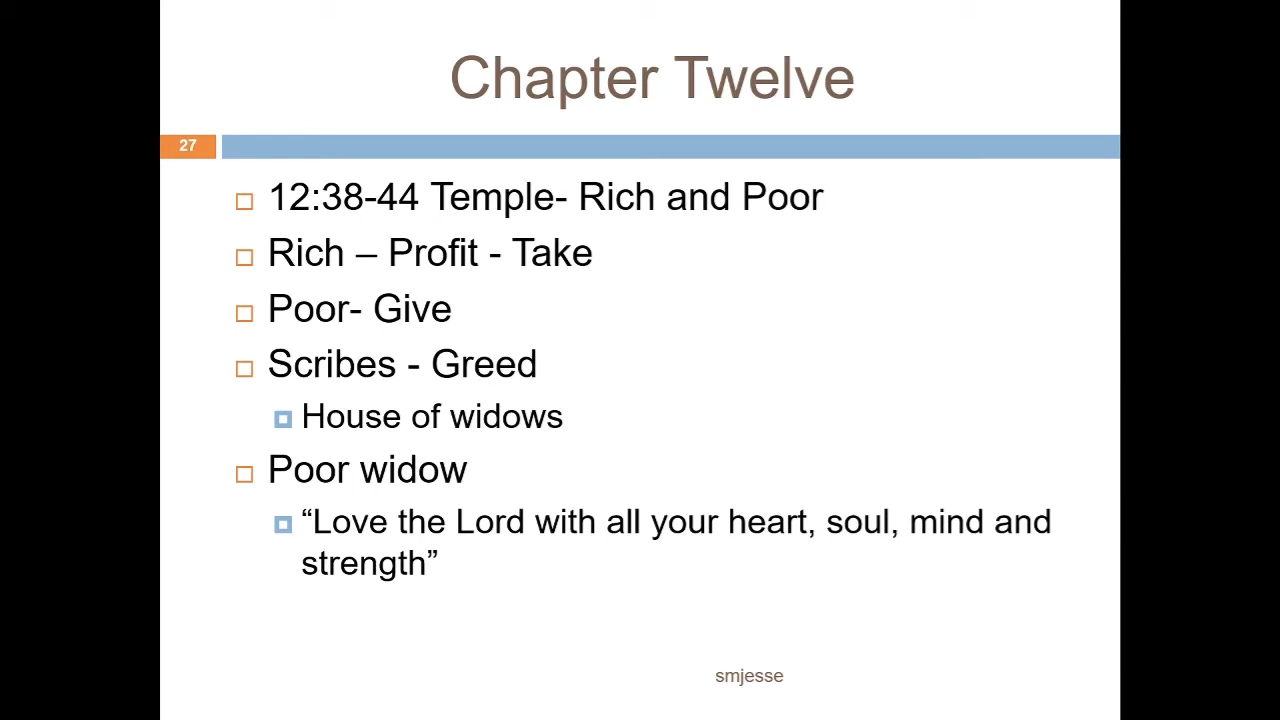 Chapter Twelve
27
12:38-44 Temple- Rich and Poor
Rich – Profit - Take
Poor- Give
Scribes - Greed
House of widows
Poor widow
“Love the Lord with all your heart, soul, mind and
strength”
smjesse